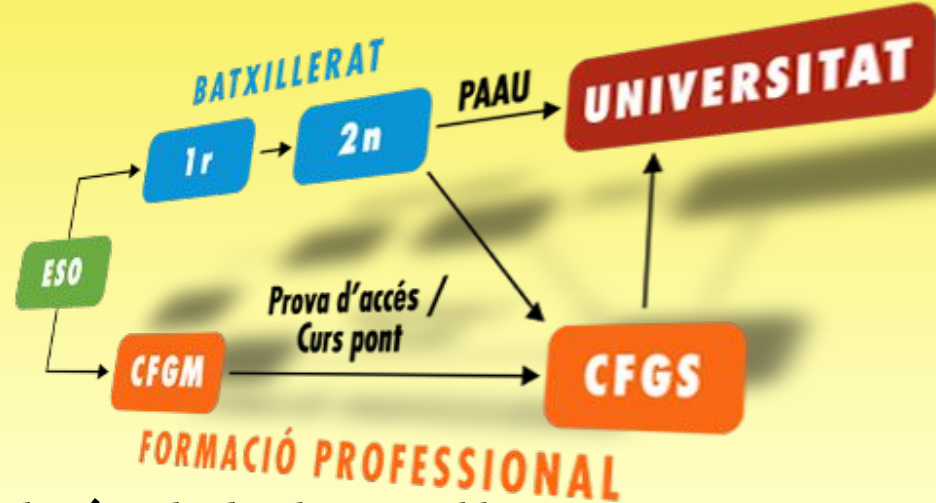 BATXILLERAT
1r
2n
PAAU
UNIVERSITAT
ESO
Prova d'accés /
Curs pont
CFGM
CFGS
FORMACIÓ PROFESSIONAL